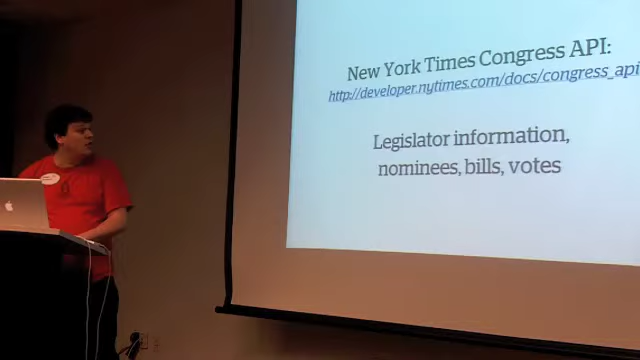 New York Times Congress API:
http://developer.nytimes.com/docs/congress_api
Legislator information,
nominees, bills, votes